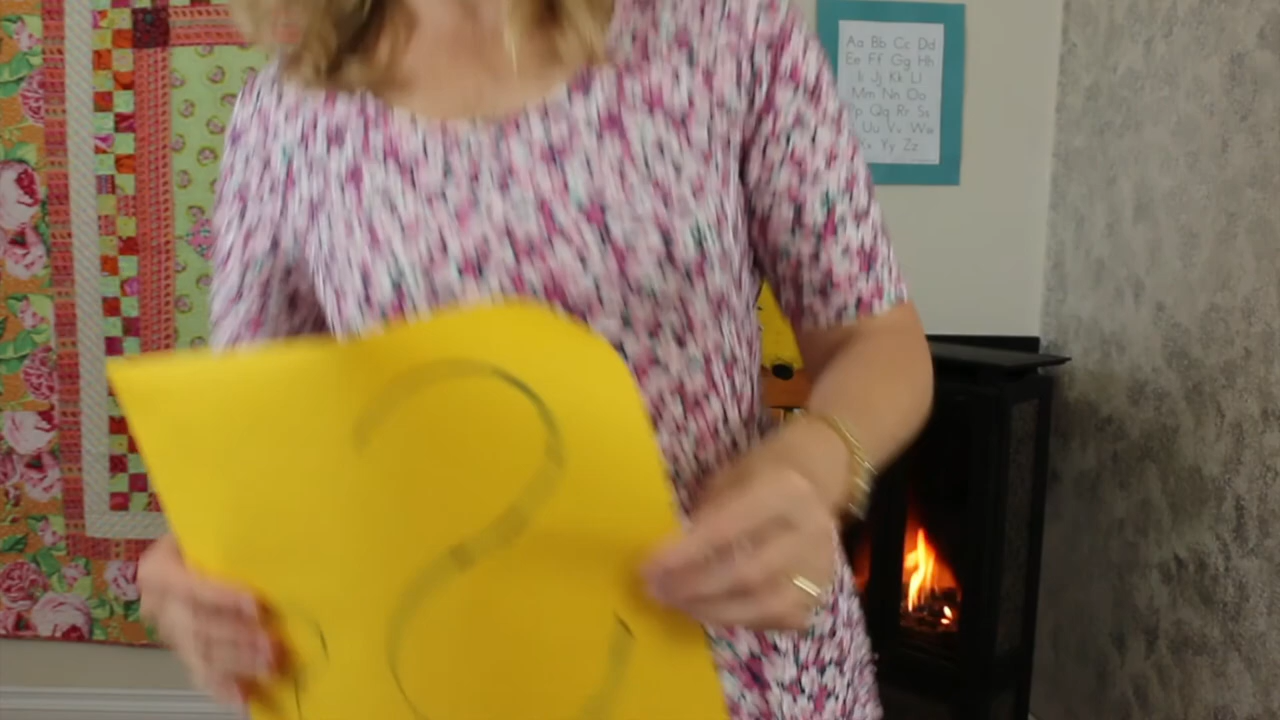 Aa Bb Cc Dd
Ee Ff Gg Hh
Ii Jj Kk Ll
Mm Nn Oo
p Qq Rr Ss
Uu Vv Ww
x Yy Zz